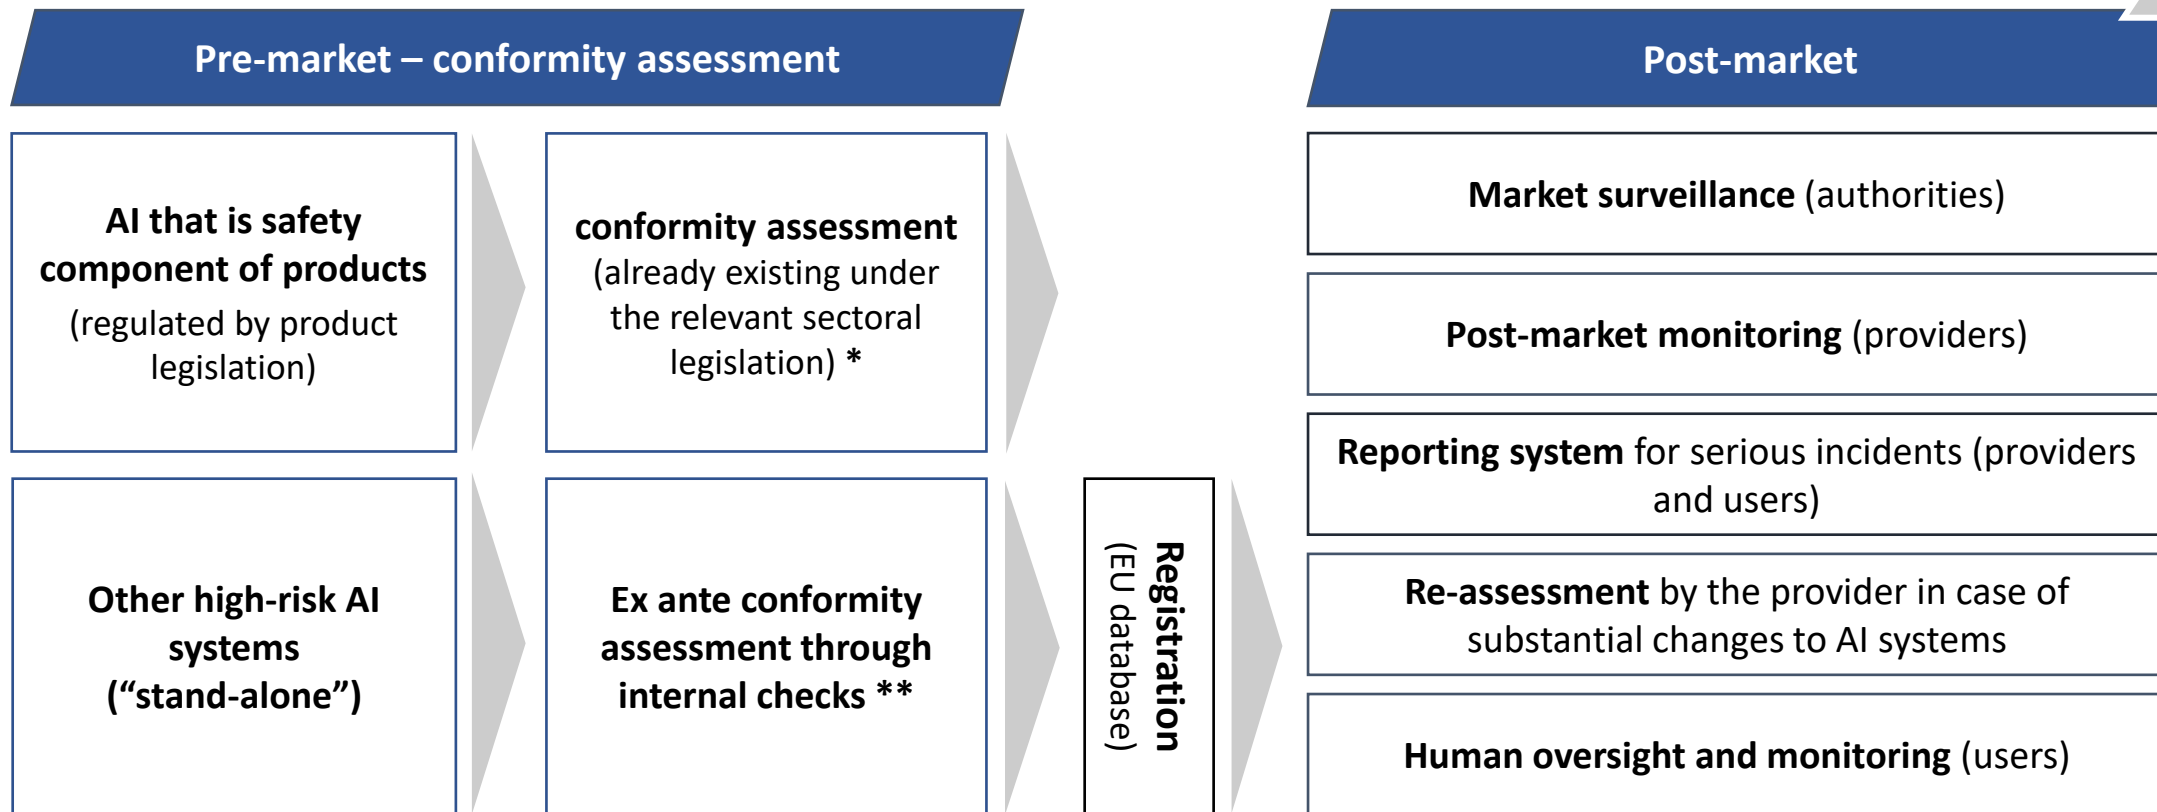 Pre-market – conformity assessment
Post-market
AI that is safety
component of products
(regulated by product
legislation)
conformity assessment
(already existing under
the relevant sectoral
legislation) *
Other high-risk AI
systems
(“stand-alone”)
Ex ante conformity
assessment through
internal checks **
Registration
(EU database)
Market surveillance (authorities)
Post-market monitoring (providers)
Reporting system for serious incidents (providers
and users)
Re-assessment by the provider in case of
substantial changes to AI systems
Human oversight and monitoring (users)